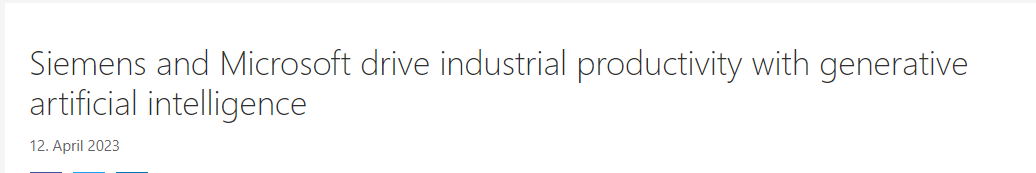 Siemens and Microsoft drive industrial productivity with generative
artificial intelligence
12. April 2023